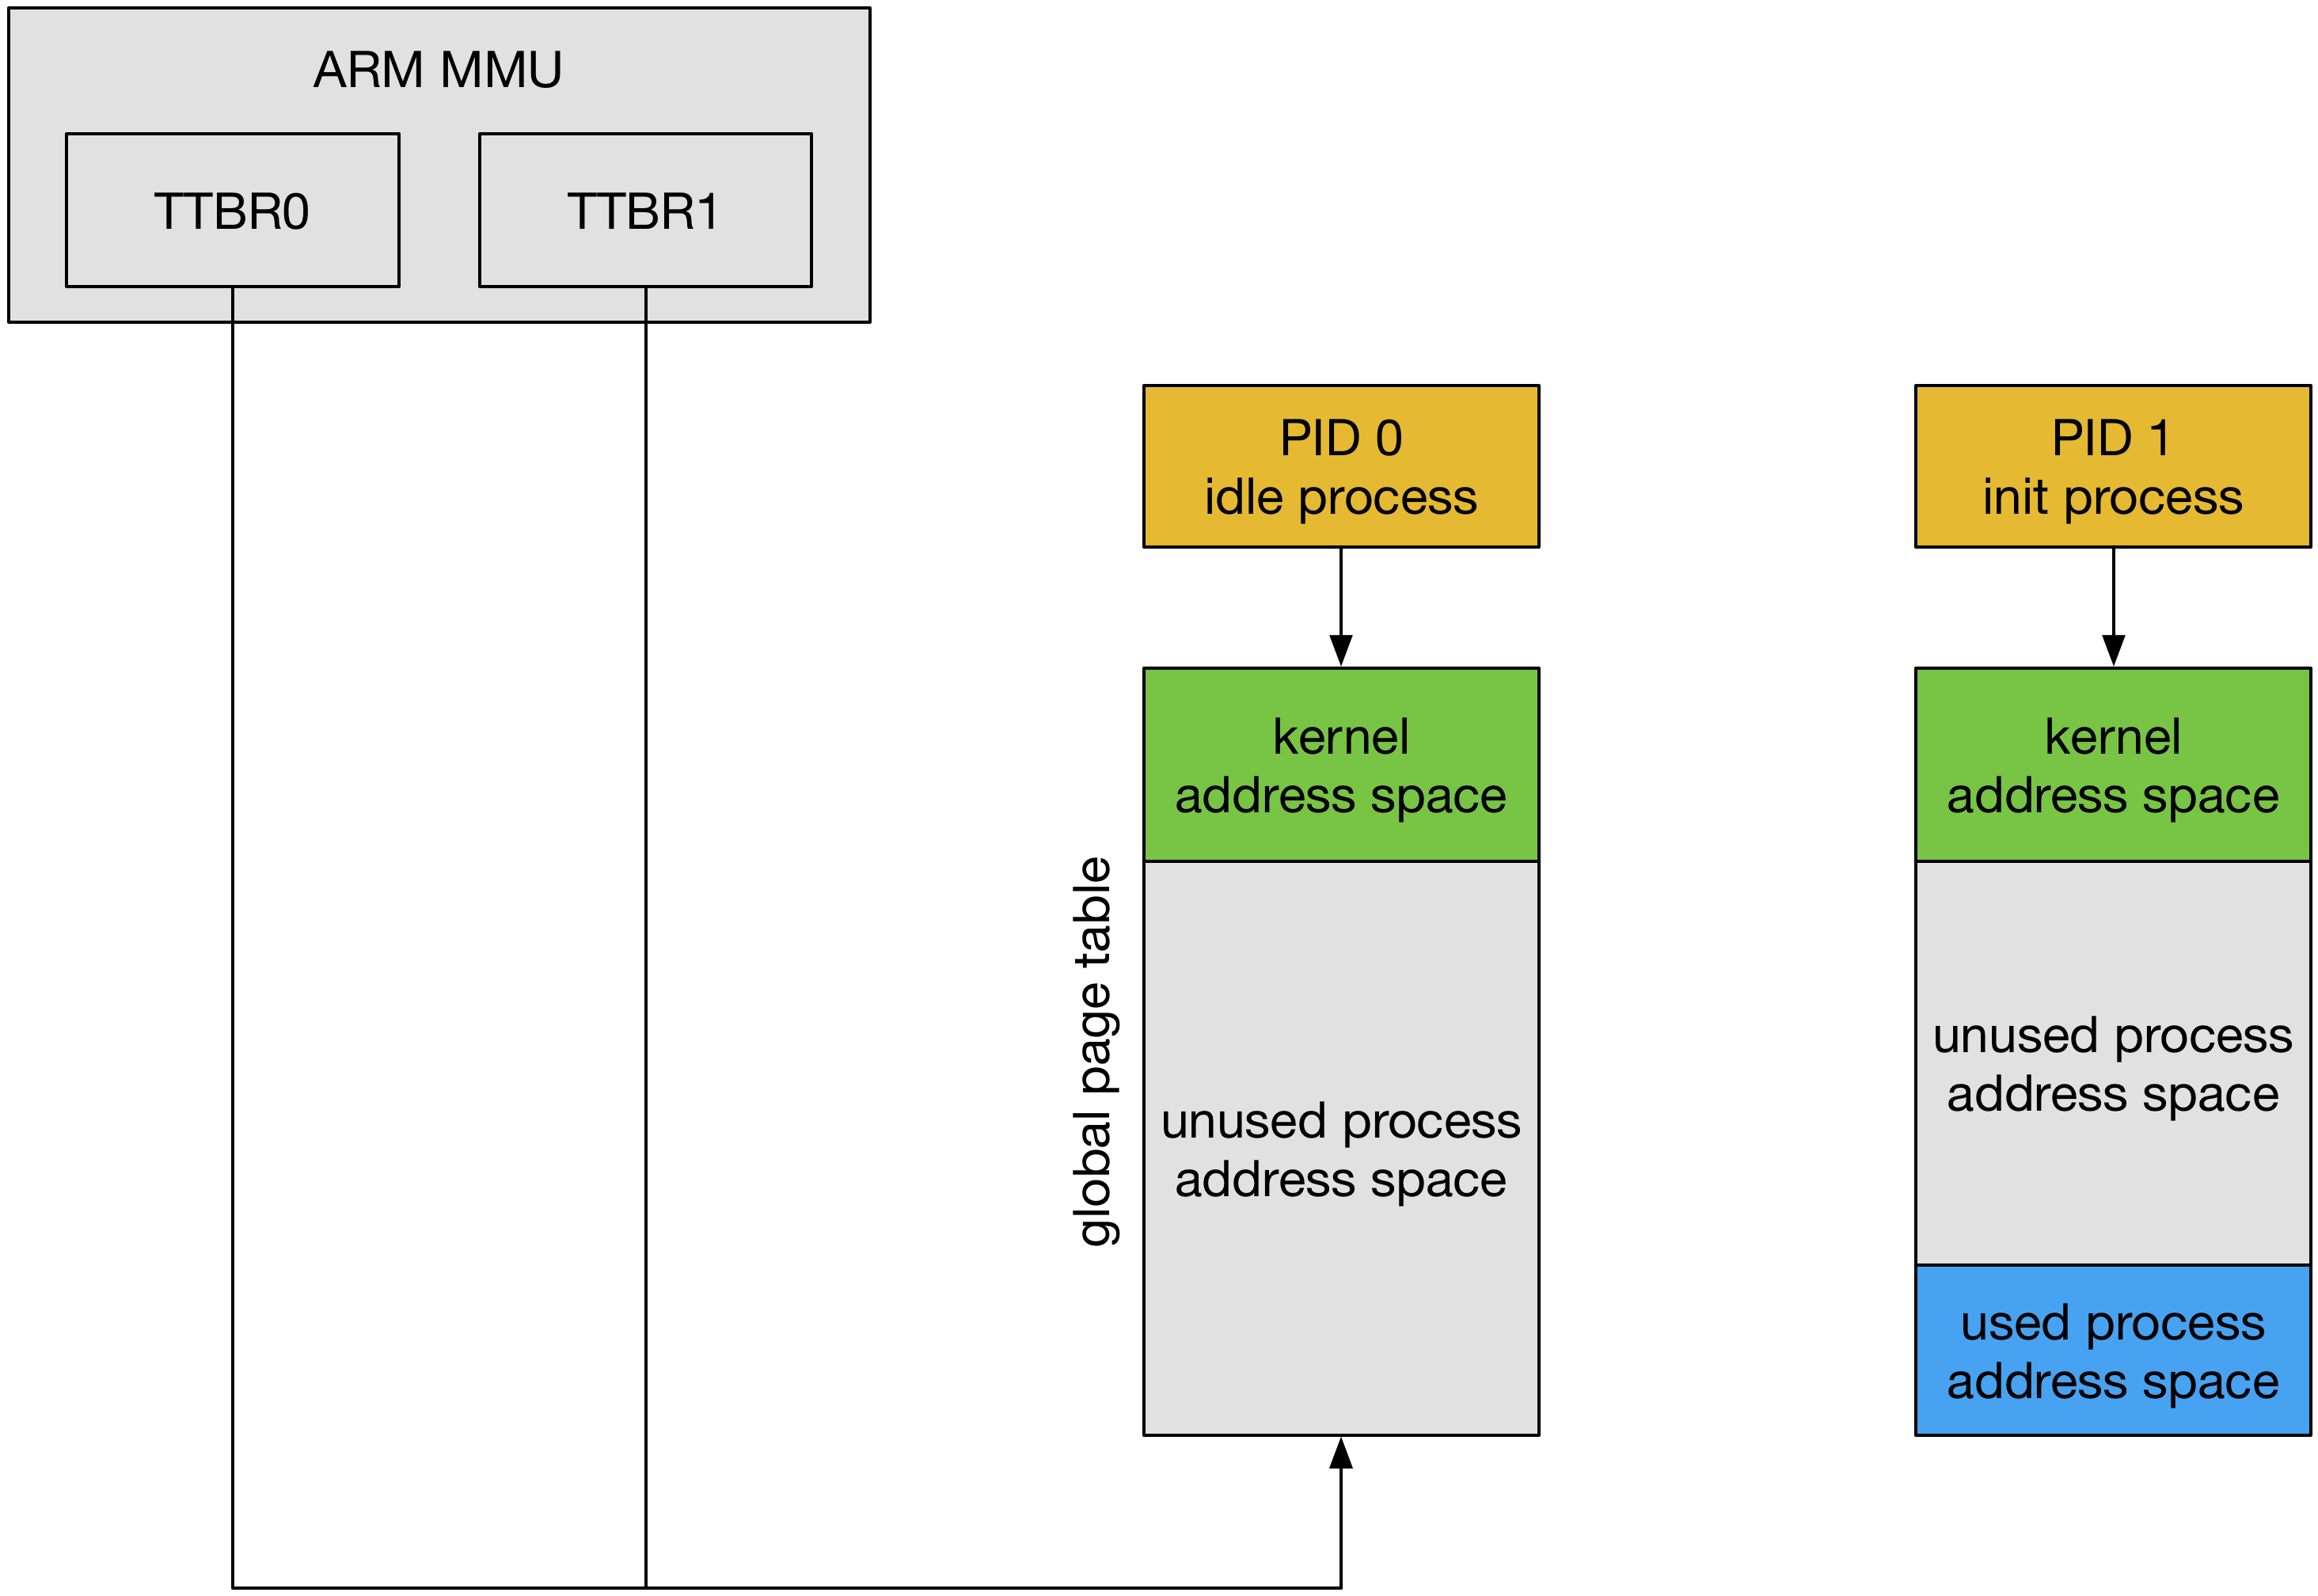 ARM MMU
TTBR0
TTBR1
PID 0
idle process
PID 1
init process
kernel
address space
kernel
address space
global page table
unused process
address space
unused process
address space
used process
address space